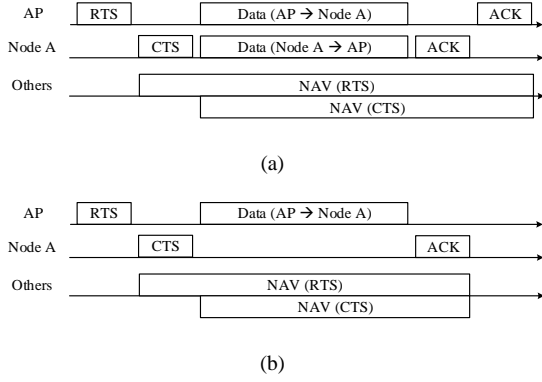 AP RTS Data (AP → Node A) ACK
Node A CTS Data (Node A → AP) ACK
Others NAV (RTS)
NAV (CTS)
(a)
AP RTS Data (AP → Node A)
Node A CTS ACK
Others NAV (RTS)
NAV (CTS)
(b)